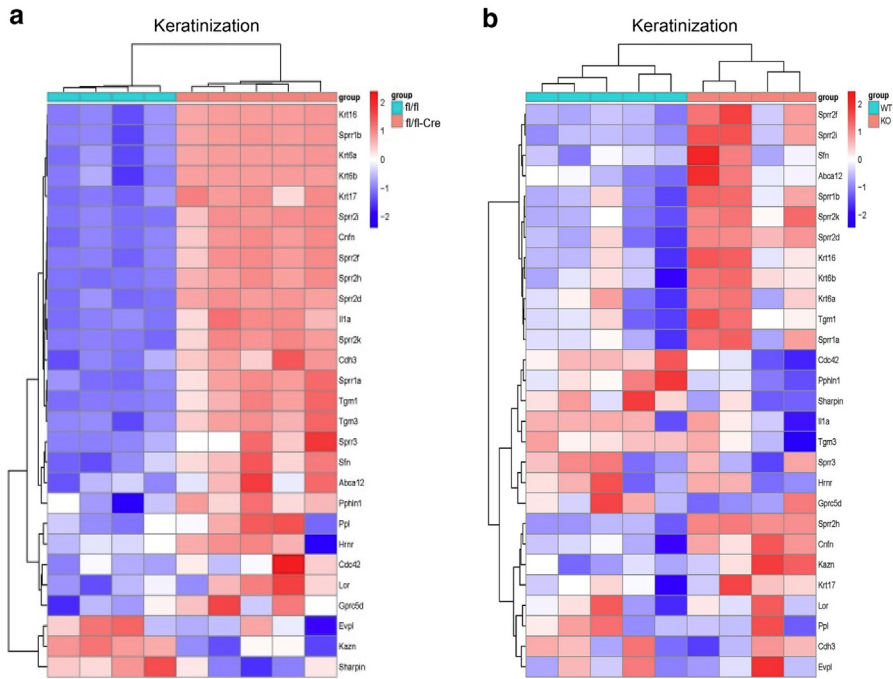 a
Keratinization
group
group
fl/fl
fl/fl-Cre
2
1
0
−1
−2
Krt16
Sprr1b
Krt6a
Krt6b
Krt17
Sprr2i
Cnfn
Sprr2f
Sprr2h
Sprr2d
Il1a
Sprr2k
Cdh3
Sprr1a
Tgm1
Tgm3
Sprr3
Sfn
Abca12
Pphln1
Ppl
Hrnr
Cdc42
Lor
Gprc5d
Evpl
Kazn
Sharpin
b
Keratinization
group
group
WT
KO
2
1
0
−1
−2
Sprr2f
Sprr2i
Sfn
Abca12
Sprr1b
Sprr2k
Sprr2d
Krt16
Krt6b
Krt6a
Tgm1
Sprr1a
Cdc42
Pphln1
Sharpin
Il1a
Tgm3
Sprr3
Hrnr
Gprc5d
Sprr2h
Cnfn
Kazn
Krt17
Lor
Ppl
Cdh3
Evpl